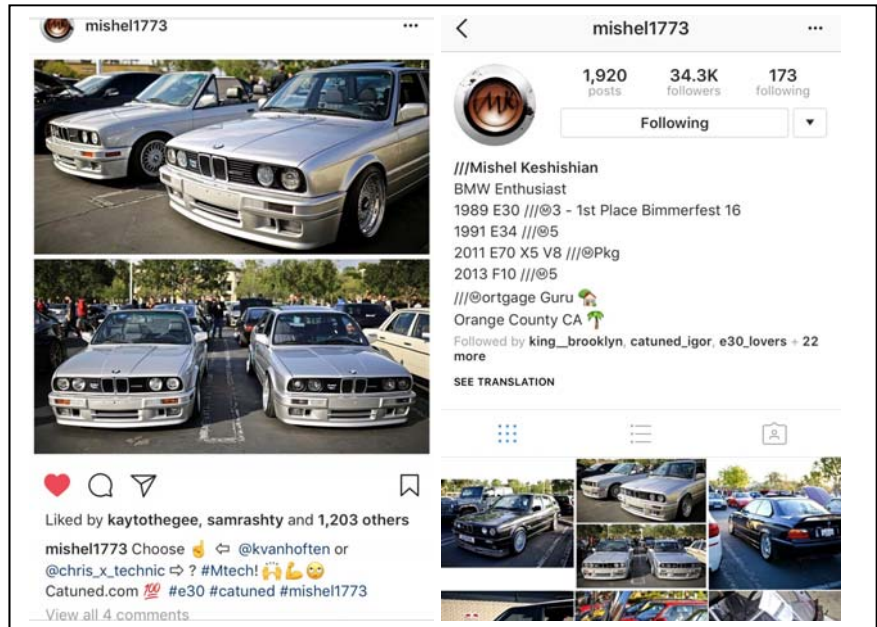 mishel1773
Liked by kaytothegee, samrashty and 1,203 others
mishel1773 Choose ☝️ ⇦ @kvanhoften or
@chris_x_technic ⇨ ? #Mtech! 🙌💪🙄
Catuned.com 💯 #e30 #catuned #mishel1773
View all 4 comments
mishel1773
1,920 34.3K 173
posts followers following
Following
///Mishel Keshishian
BMW Enthusiast
1989 E30 ///Ⓜ3 - 1st Place Bimmerfest 16
1991 E34 ///Ⓜ5
2011 E70 X5 V8 ///ⓂPkg
2013 F10 ///Ⓜ5
///Ⓜortgage Guru 🏡
Orange County CA 🌴
Followed by king__brooklyn, catuned_igor, e30_lovers + 22
more
SEE TRANSLATION